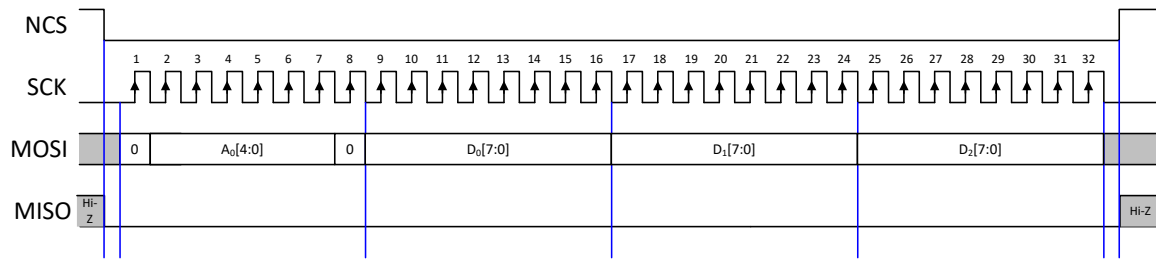 NCS
1 2 3 4 5 6 7 8 9 10 11 12 13 14 15 16 17 18 19 20 21 22 23 24 25 26 27 28 29 30 31 32
SCK
MOSI 0 A₀[4:0] 0 D₀[7:0] D₁[7:0] D₂[7:0]
MISO Hi-Z Hi-Z